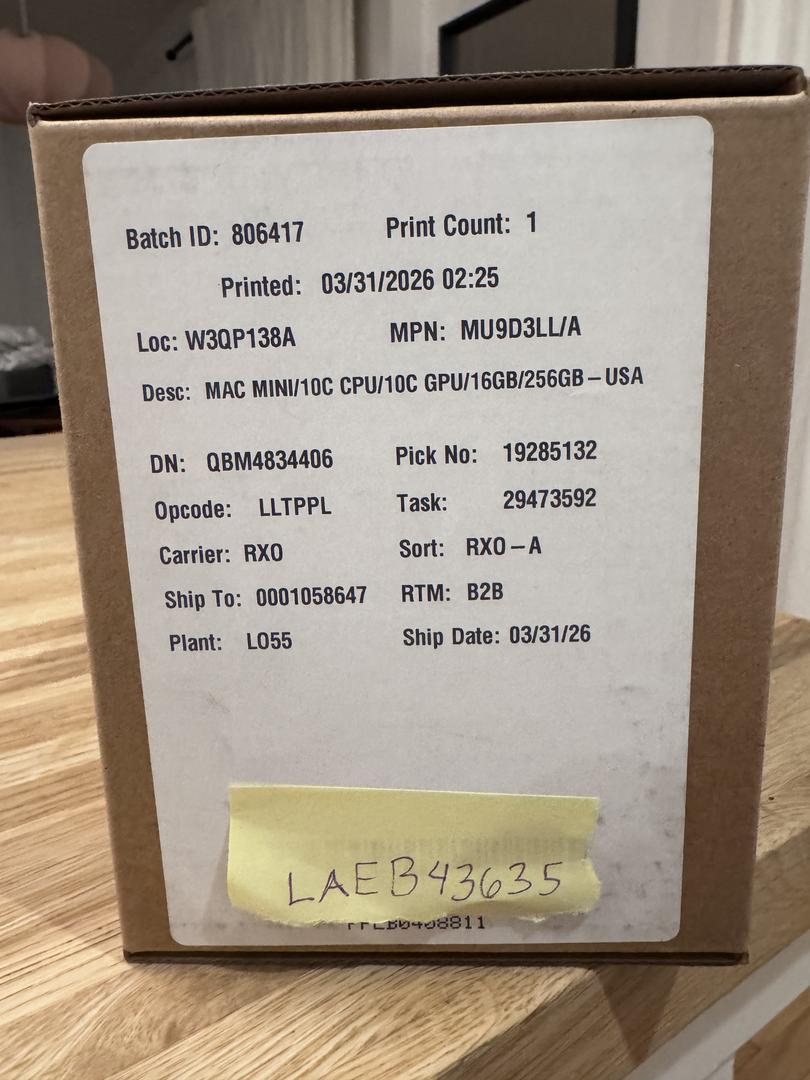 Batch ID: 806417 Print Count: 1
Printed: 03/31/2026 02:25
Loc: W3QP138A MPN: MU9D3LL/A
Desc: MAC MINI/10C CPU/10C GPU/16GB/256GB–USA
DN: QBM4834406 Pick No: 19285132
Opcode: LLTPPL Task: 29473592
Carrier: RXO Sort: RXO–A
Ship To: 0001058647 RTM: B2B
Plant: L055 Ship Date: 03/31/26
LAEB43635